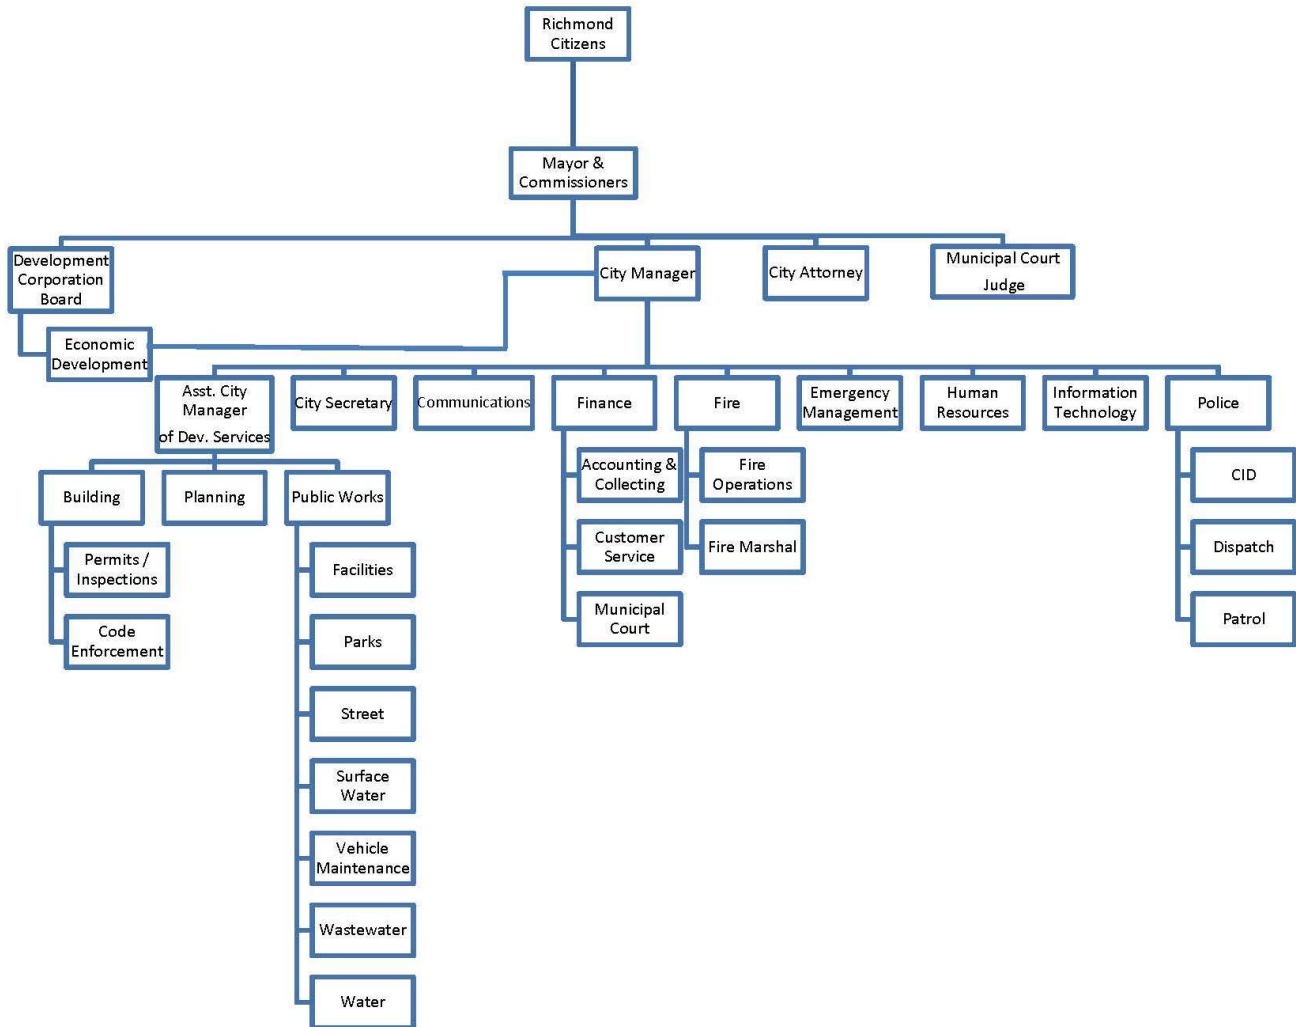 Richmond
Citizens
Mayor &
Commissioners
Development
Corporation
Board
City Manager
City Attorney
Municipal Court
Judge
Economic
Development
Asst. City
Manager
of Dev. Services
City Secretary
Communications
Finance
Fire
Emergency
Management
Human
Resources
Information
Technology
Police
Building
Planning
Public Works
Accounting &
Collecting
Fire
Operations
CID
Permits /
Inspections
Facilities
Customer
Service
Fire Marshal
Dispatch
Code
Enforcement
Parks
Municipal
Court
Patrol
Street
Surface
Water
Vehicle
Maintenance
Wastewater
Water